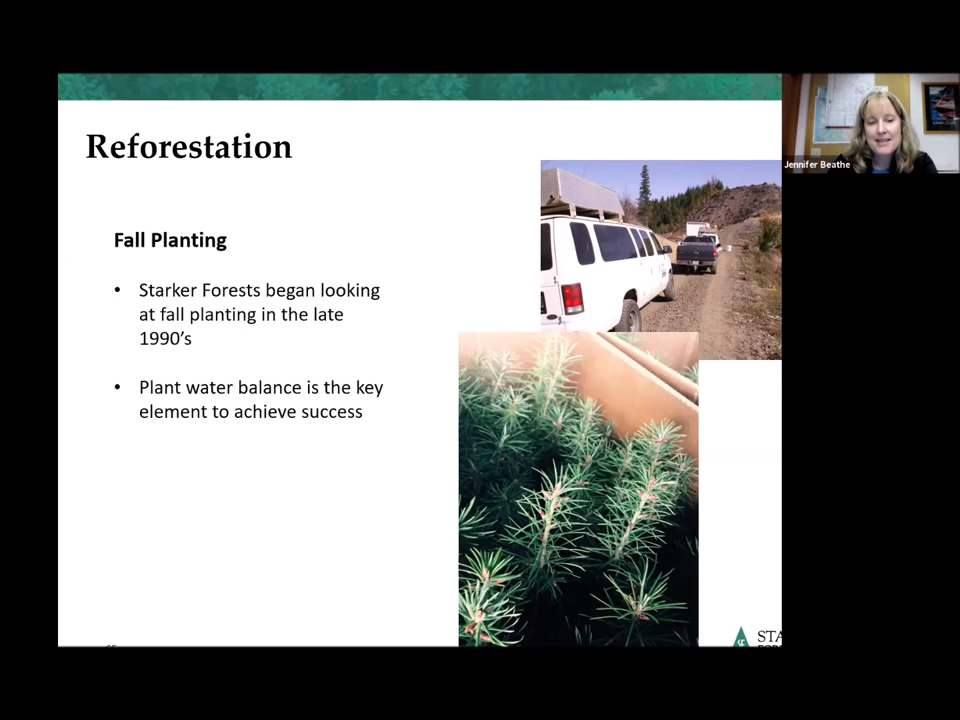 Reforestation
Jennifer Beathe
Fall Planting
• Starker Forests began looking
at fall planting in the late
1990's
• Plant water balance is the key
element to achieve success
STA